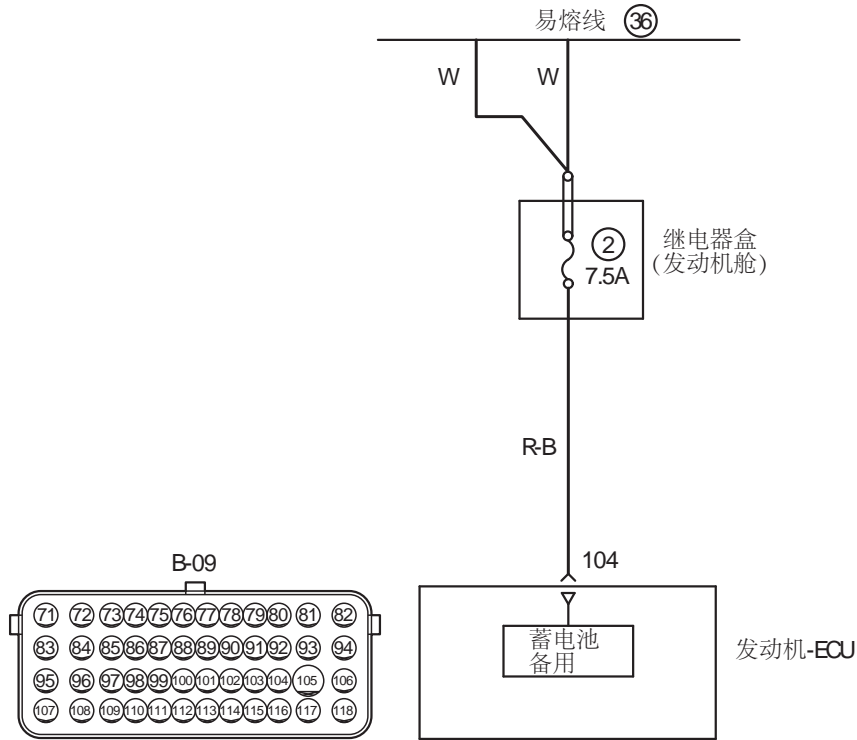 易熔线 36
W W
2
7.5A
继电器盒
(发动机舱)
R-B
104
B-09
71 72 73 74 75 76 77 78 79 80 81 82
83 84 85 86 87 88 89 90 91 92 93 94
95 96 97 98 99 100 101 102 103 104 105 106
107 108 109 110 111 112 113 114 115 116 117 118
蓄电池
备用
发动机-ECU